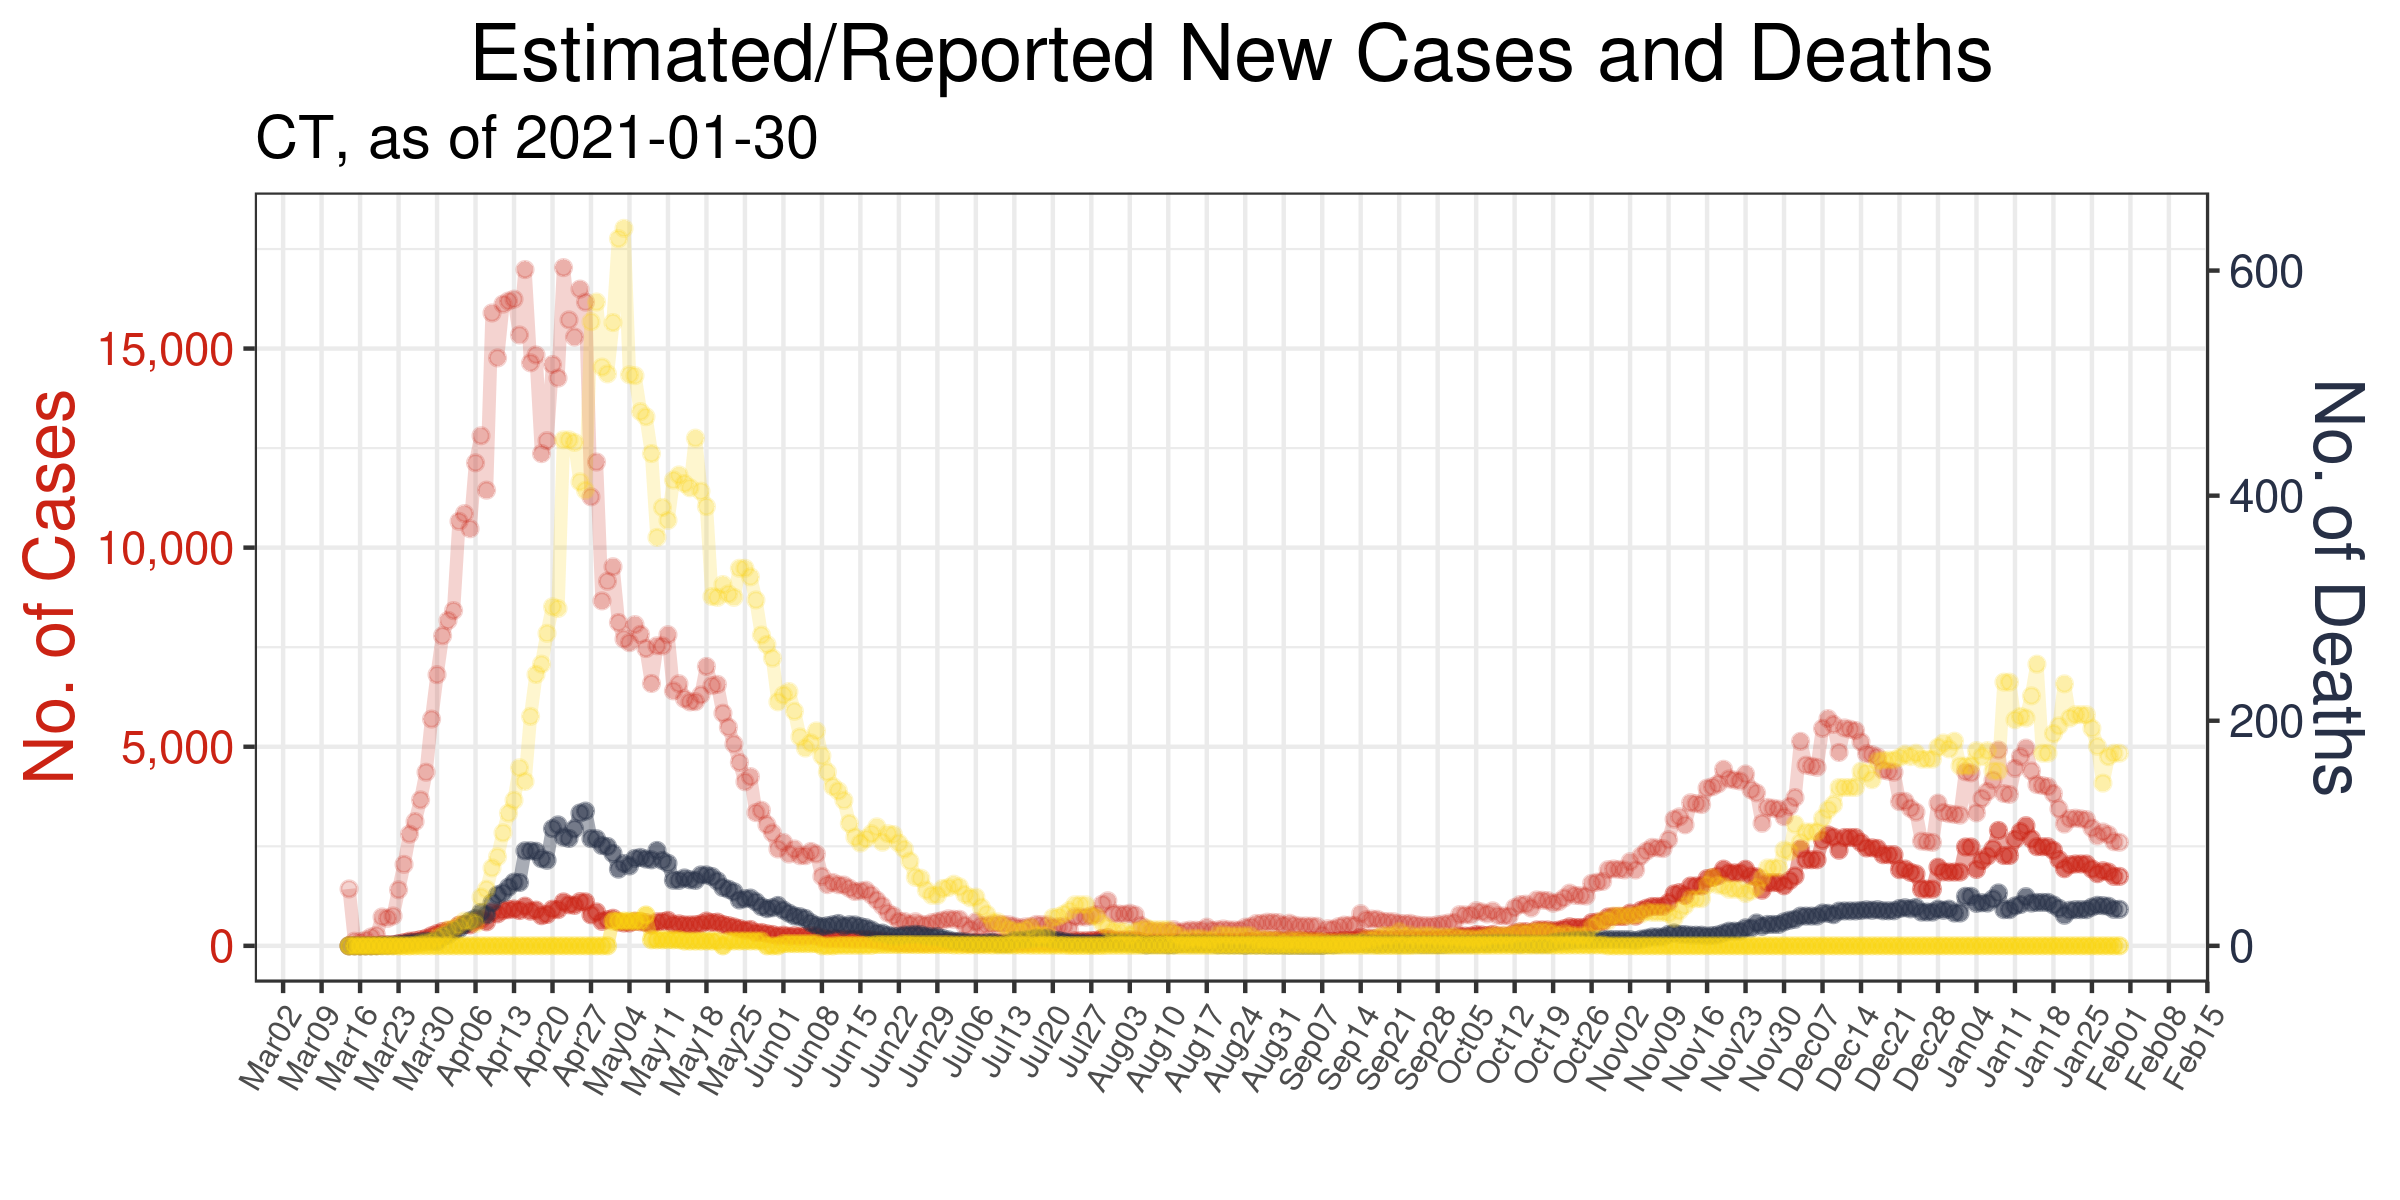 Estimated/Reported New Cases and Deaths
CT, as of 2021-01-30
No. of Cases
15,000
10,000
5,000
0
600
400
200
0
No. of Deaths
Mar02
Mar09
Mar16
Mar23
Mar30
Apr06
Apr13
Apr20
Apr27
May04
May11
May18
May25
Jun01
Jun08
Jun15
Jun22
Jun29
Jul06
Jul13
Jul20
Jul27
Aug03
Aug10
Aug17
Aug24
Aug31
Sep07
Sep14
Sep21
Sep28
Oct05
Oct12
Oct19
Oct26
Nov02
Nov09
Nov16
Nov23
Nov30
Dec07
Dec14
Dec21
Dec28
Jan04
Jan11
Jan18
Jan25
Feb01
Feb08
Feb15